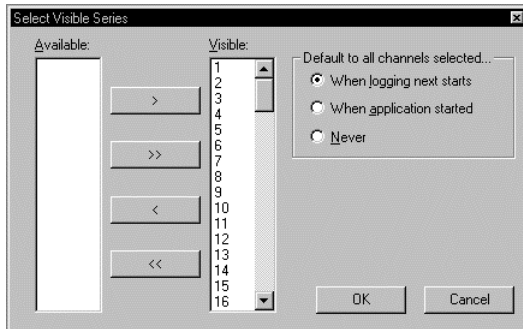 Select Visible Series
Available:
Visible:
>
>>
<
<<
1
2
3
4
5
6
7
8
9
10
11
12
13
14
15
16
Default to all channels selected...
When logging next starts
When application started
Never
OK
Cancel